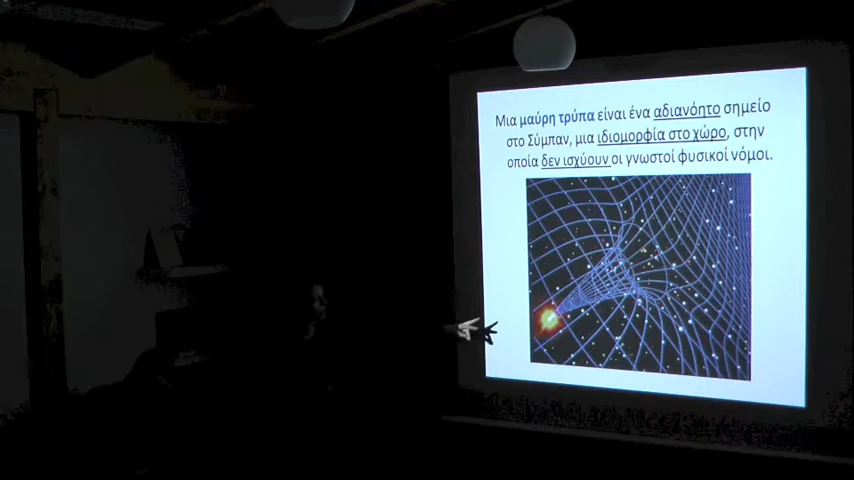 Μια μαύρη τρύπα είναι ένα αδιανόητο σημείο
στο Σύμπαν, μια ιδιομορφία στο χώρο, στην
οποία δεν ισχύουν οι γνωστοί φυσικοί νόμοι.